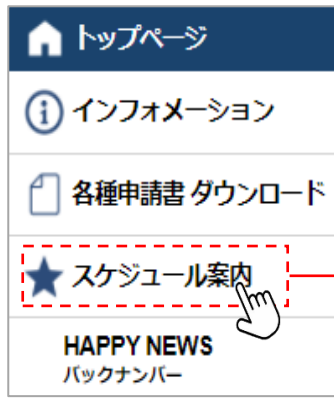 トップページ
インフォメーション
各種申請書 ダウンロード
スケジュール案内
HAPPY NEWS
バックナンバー